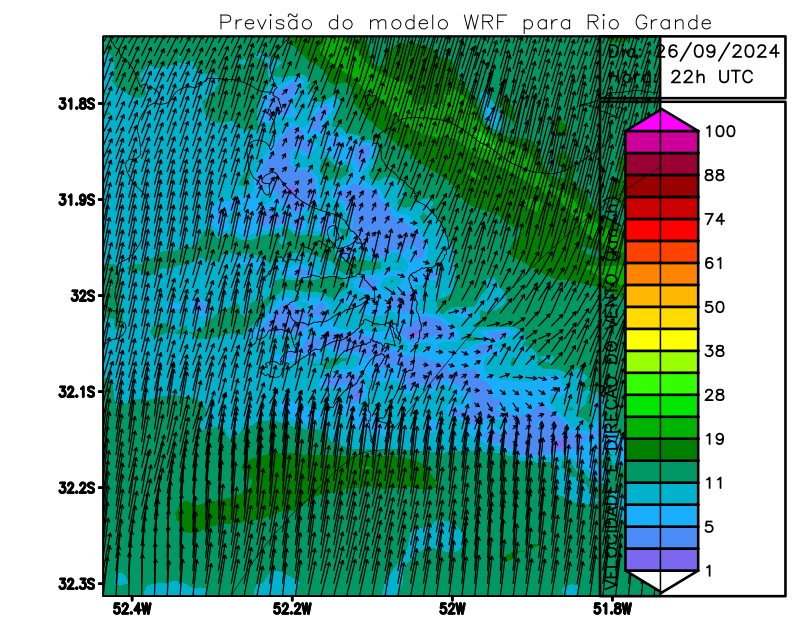 Previsão do modelo WRF para Rio Grande
Dia: 26/09/2024
Hora: 22h UTC
31.8S
31.9S
32S
32.1S
32.2S
32.3S
52.4W
52.2W
52W
51.8W
VELOCIDADE E DIREÇÃO DO VENTO
100
88
74
61
50
38
28
19
11
5
1